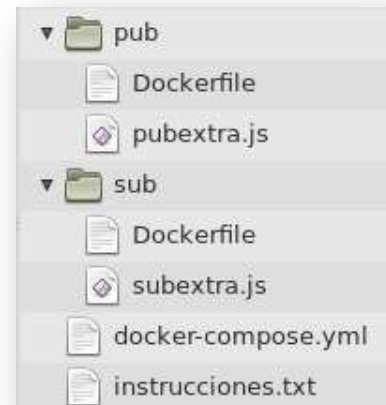 pub
Dockerfile
pubextra.js
sub
Dockerfile
subextra.js
docker-compose.yml
instrucciones.txt